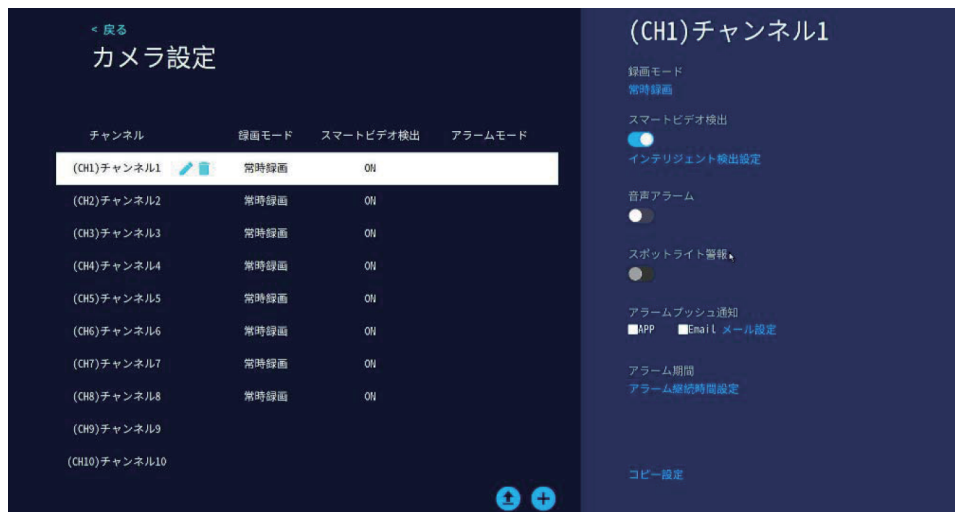 < 戻る
カメラ設定
チャンネル 録画モード スマートビデオ検出 アラームモード
(CH1)チャンネル1 常時録画 ON
(CH2)チャンネル2 常時録画 ON
(CH3)チャンネル3 常時録画 ON
(CH4)チャンネル4 常時録画 ON
(CH5)チャンネル5 常時録画 ON
(CH6)チャンネル6 常時録画 ON
(CH7)チャンネル7 常時録画 ON
(CH8)チャンネル8 常時録画 ON
(CH9)チャンネル9
(CH10)チャンネル10
(CH1)チャンネル1
録画モード
常時録画
スマートビデオ検出
インテリジェント検出設定
音声アラーム
スポットライト警報
アラームプッシュ通知
APP Email メール設定
アラーム期間
アラーム継続時間設定
コピー設定